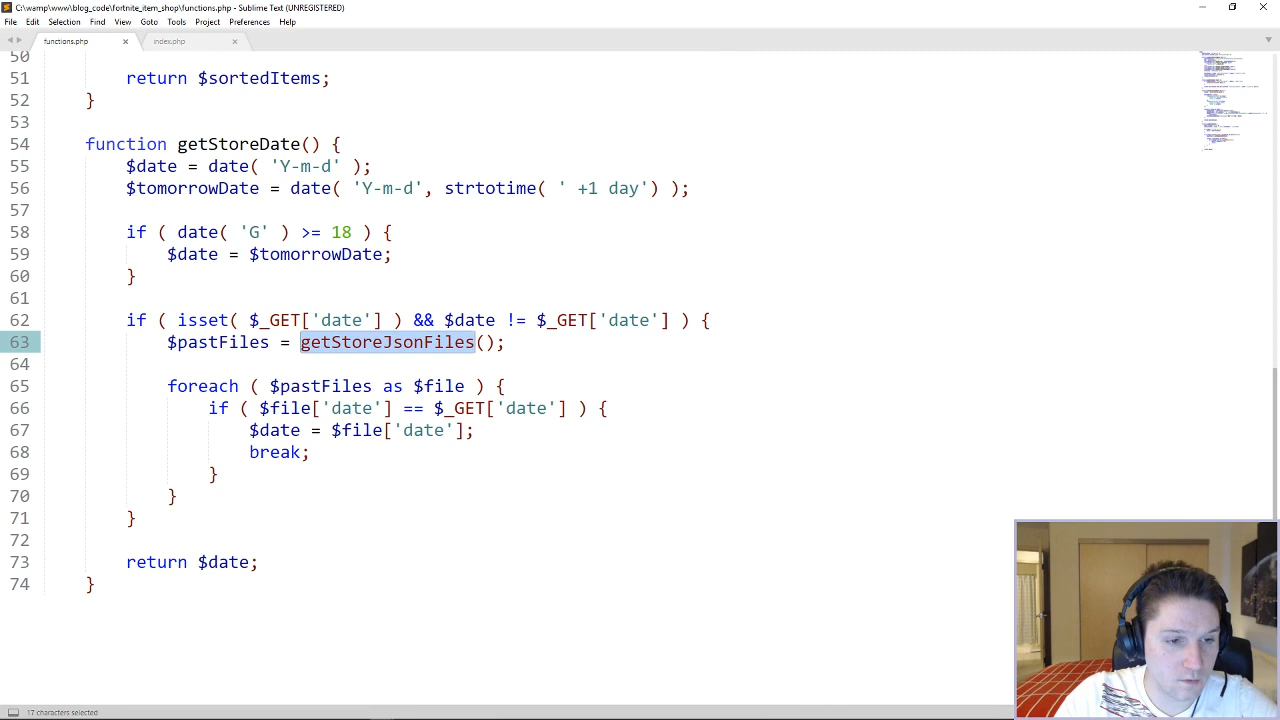 C:\wamp\www\blog_code\fortnite_item_shop\functions.php - Sublime Text (UNREGISTERED)
File Edit Selection Find View Goto Tools Project Preferences Help
functions.php index.php
50
51 return $sortedItems;
52 }
53
54 function getStoreDate()
55 $date = date( 'Y-m-d' );
56 $tomorrowDate = date( 'Y-m-d', strtotime( ' +1 day') );
57
58 if ( date( 'G' ) >= 18 ) {
59 $date = $tomorrowDate;
60 }
61
62 if ( isset( $_GET['date'] ) && $date != $_GET['date'] ) {
63 $pastFiles = getStoreJsonFiles();
64
65 foreach ( $pastFiles as $file ) {
66 if ( $file['date'] == $_GET['date'] ) {
67 $date = $file['date'];
68 break;
69 }
70 }
71 }
72
73 return $date;
74 }
17 characters selected